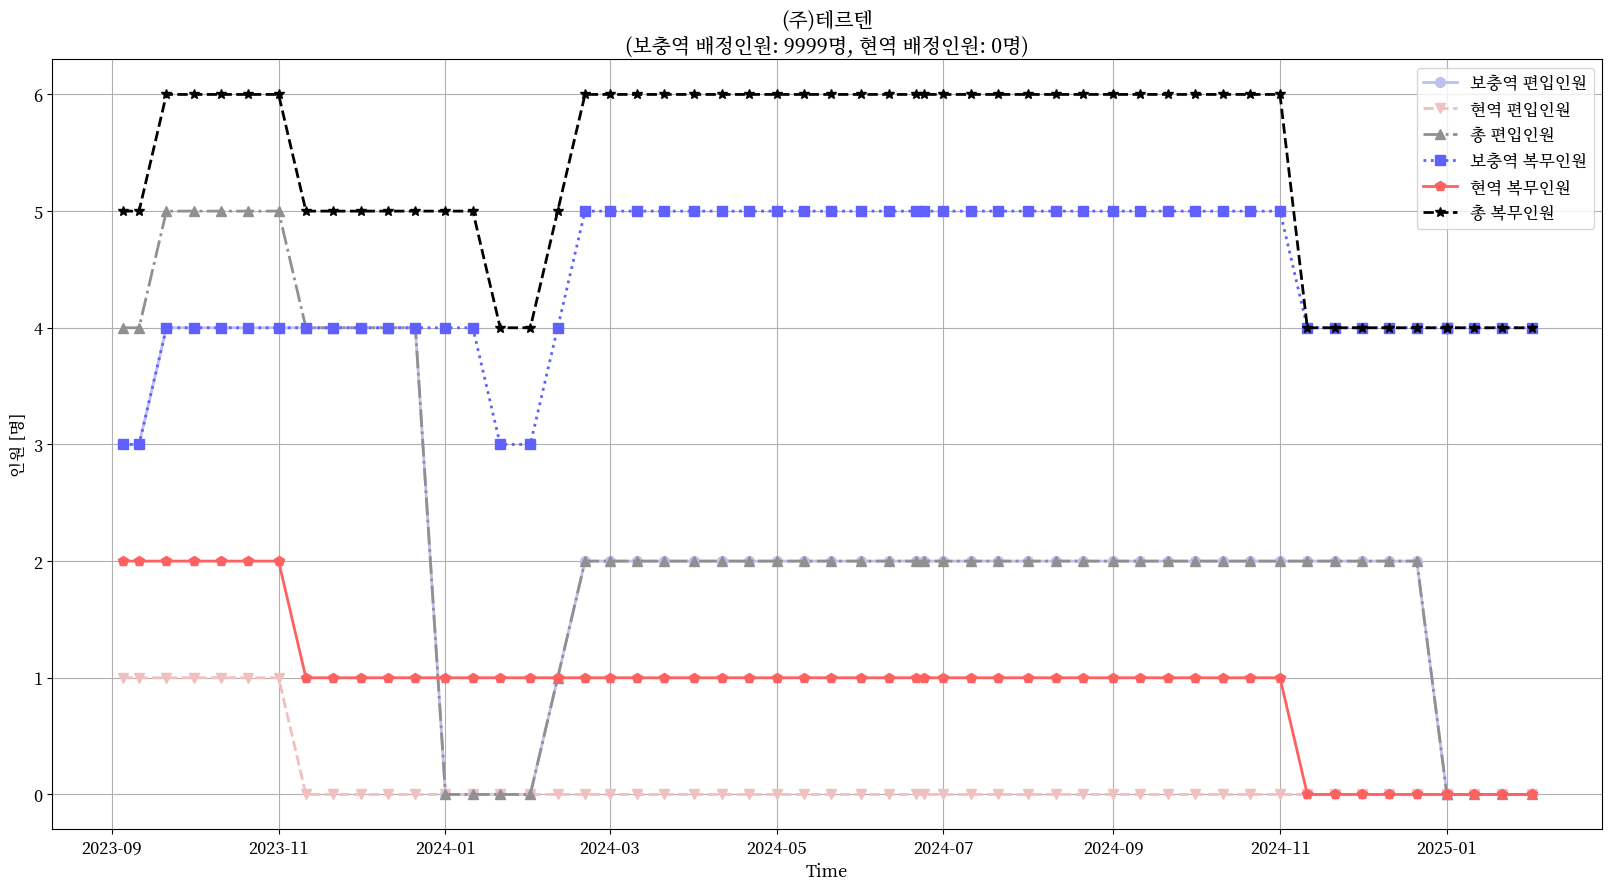 (주)테르텐
(보충역 배정인원: 9999명, 현역 배정인원: 0명)
보충역 편입인원
현역 편입인원
총 편입인원
보충역 복무인원
현역 복무인원
총 복무인원
인원 [명]
6
5
4
3
2
1
0
2023-09 2023-11 2024-01 2024-03 2024-05 2024-07 2024-09 2024-11 2025-01
Time